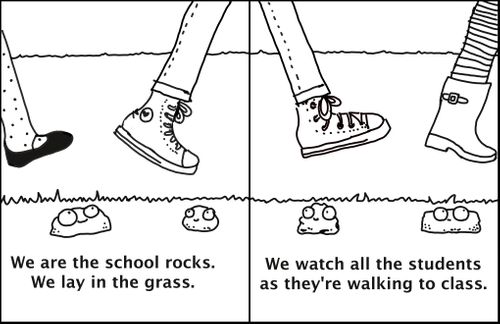 We are the school rocks.
We lay in the grass.
We watch all the students
as they're walking to class.